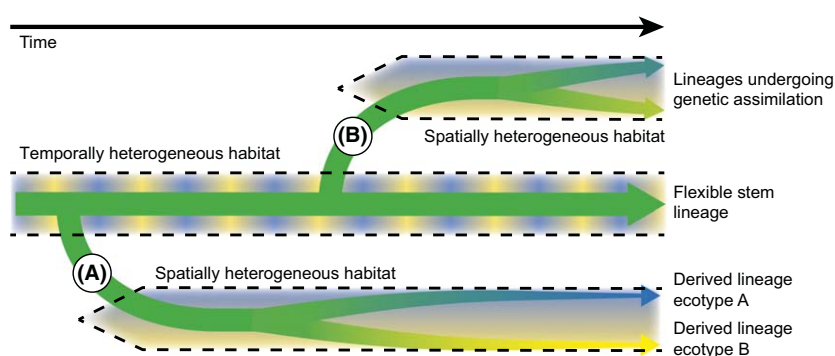 Time
Lineages undergoing
genetic assimilation
(B)
Spatially heterogeneous habitat
Temporally heterogeneous habitat
Flexible stem
lineage
(A)
Spatially heterogeneous habitat
Derived lineage
ecotype A
Derived lineage
ecotype B